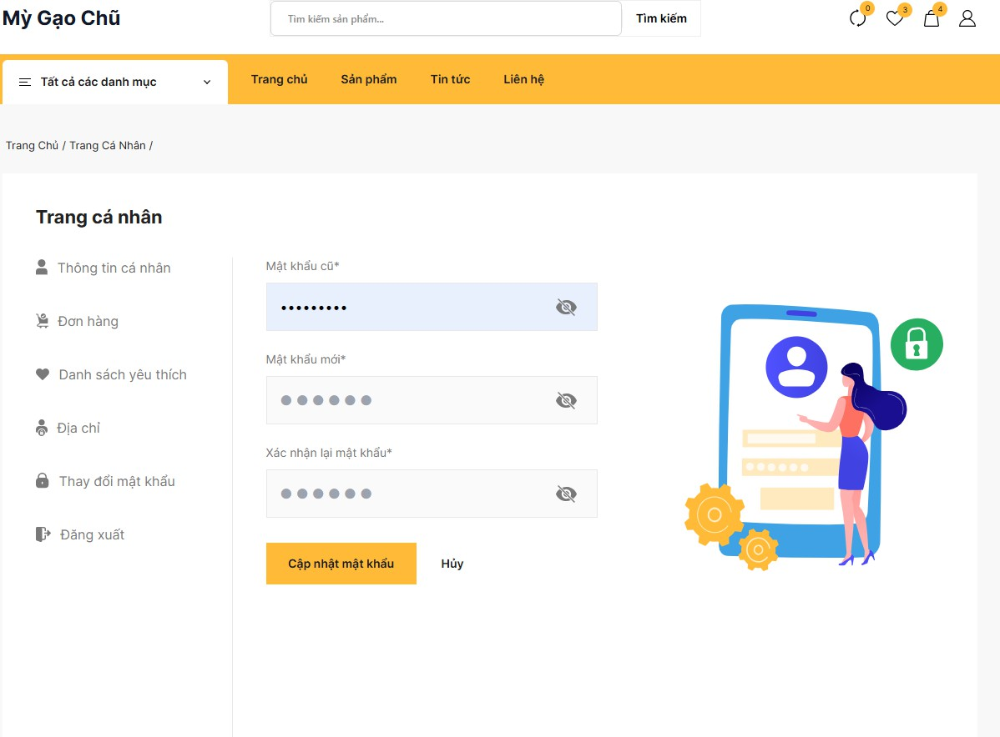 Mỳ Gạo Chũ
Tìm kiếm sản phẩm...
Tìm kiếm
0
3
4
Tất cả các danh mục
Trang chủ
Sản phẩm
Tin tức
Liên hệ
Trang Chủ / Trang Cá Nhân /
Trang cá nhân
Thông tin cá nhân
Đơn hàng
Danh sách yêu thích
Địa chỉ
Thay đổi mật khẩu
Đăng xuất
Mật khẩu cũ*
Mật khẩu mới*
Xác nhận lại mật khẩu*
Cập nhật mật khẩu
Hủy